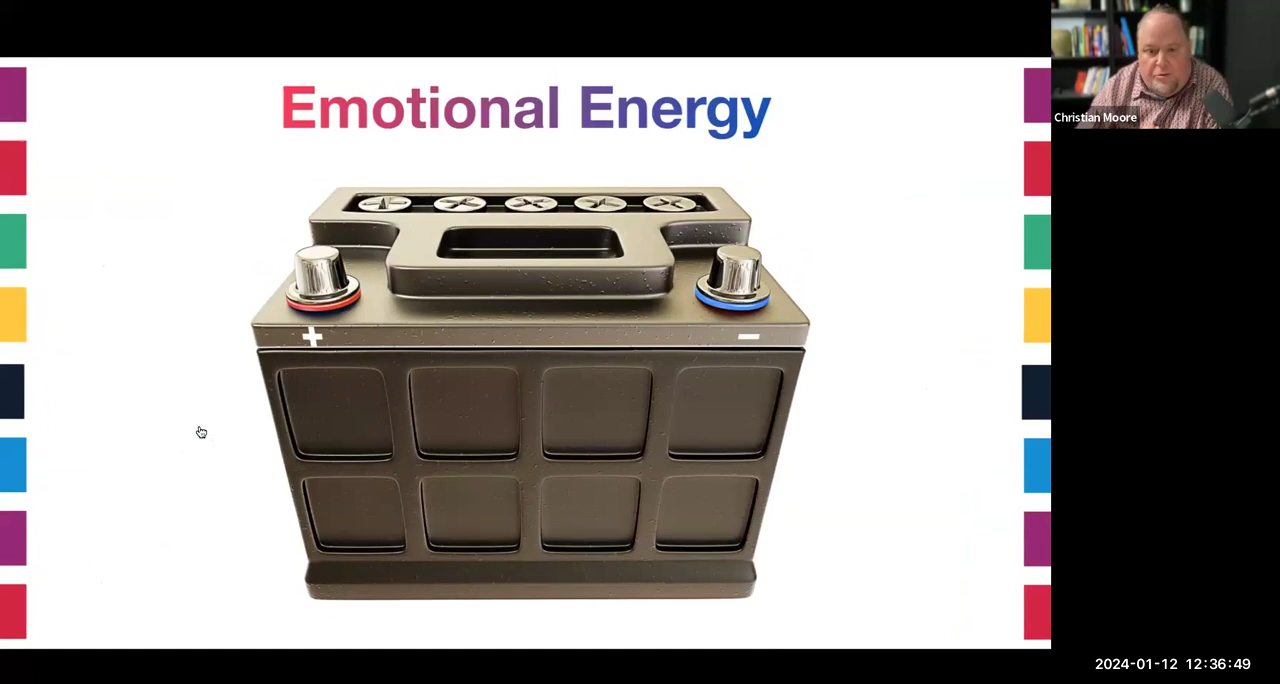 Emotional Energy
Christian Moore
+ −
2024-01-12 12:36:49